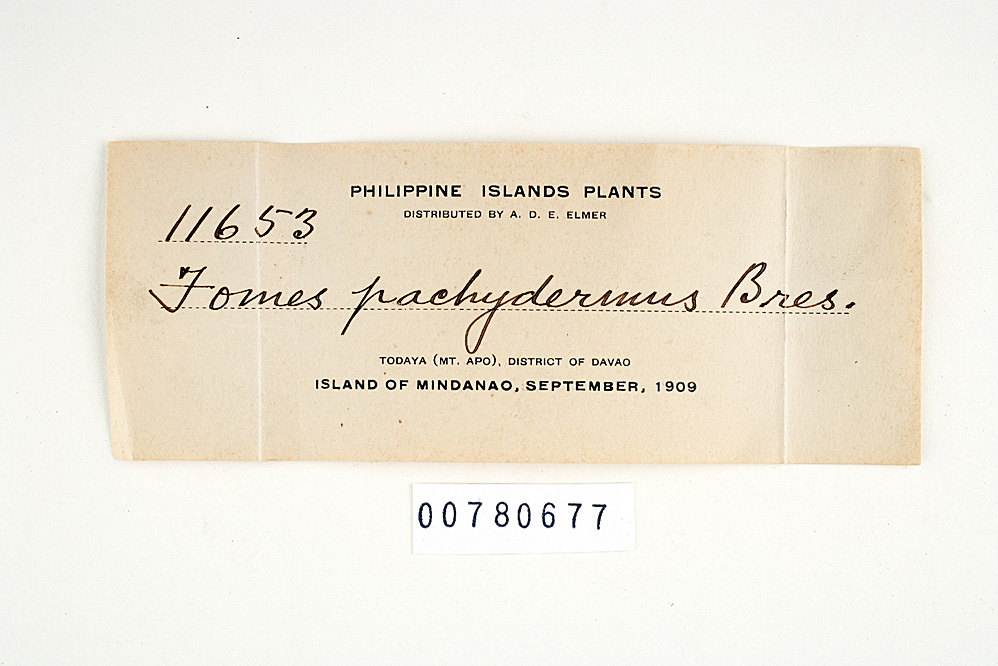 PHILIPPINE ISLANDS PLANTS
DISTRIBUTED BY A. D. E. ELMER
11653
Fomes pachydermus Bres.
TODAYA (MT. APO), DISTRICT OF DAVAO
ISLAND OF MINDANAO, SEPTEMBER, 1909
00780677